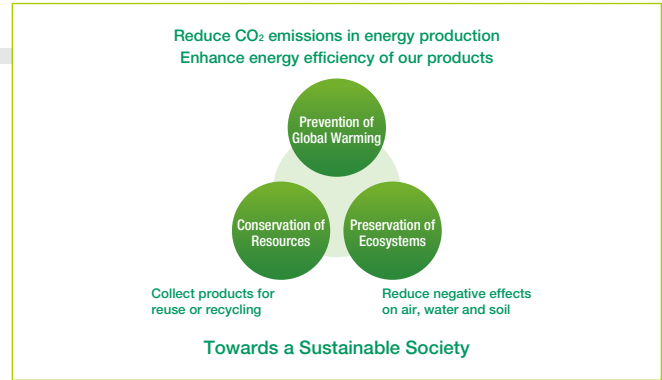 Reduce CO₂ emissions in energy production
Enhance energy efficiency of our products
Prevention of
Global Warming
Conservation of
Resources
Preservation of
Ecosystems
Collect products for
reuse or recycling
Reduce negative effects
on air, water and soil
Towards a Sustainable Society